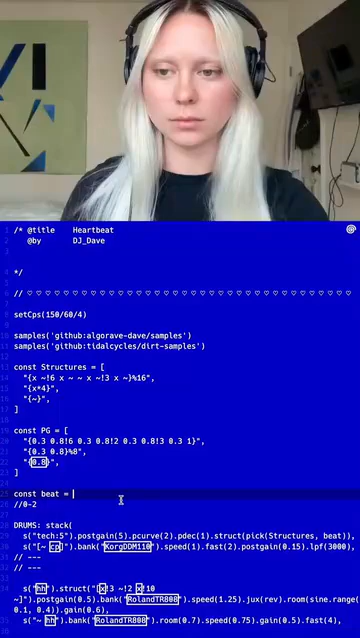 /* @title Heartbeat
@by DJ_Dave
*/
// ♡ ♡ ♡ ♡ ♡ ♡ ♡ ♡ ♡ ♡ ♡ ♡ ♡ ♡ ♡ ♡ ♡ ♡ ♡ ♡ ♡ ♡ ♡ ♡ ♡ ♡ ♡ ♡ ♡
setCps(150/60/4)
samples('github:algorave-dave/samples')
samples('github:tidalcycles/dirt-samples')
const Structures = [
"{x ~!6 x ~ ~ x ~!3 x ~}%16",
"{x*4}",
"{~}",
]
const PG = [
"{0.3 0.8!6 0.3 0.8!2 0.3 0.8!3 0.3 1}",
"{0.3 0.8}%8",
"{0.8}",
]
const beat =
//0~2
DRUMS: stack(
s("tech:5").postgain(5).pcurve(2).pdec(1).struct(pick(Structures, beat)),
s("[~ cp]").bank("KorgDDM110").speed(1).fast(2).postgain(0.15).lpf(3000),
// ---
// ---
s("hh").struct("[x!3 ~!2 x!10
~]").postgain(0.5).bank("RolandTR808").speed(1.25).jux(rev).room(sine.range(
0.1, 0.4)).gain(0.6),
s("~ hh").bank("RolandTR808").room(0.7).speed(0.75).gain(0.5).fast(4),